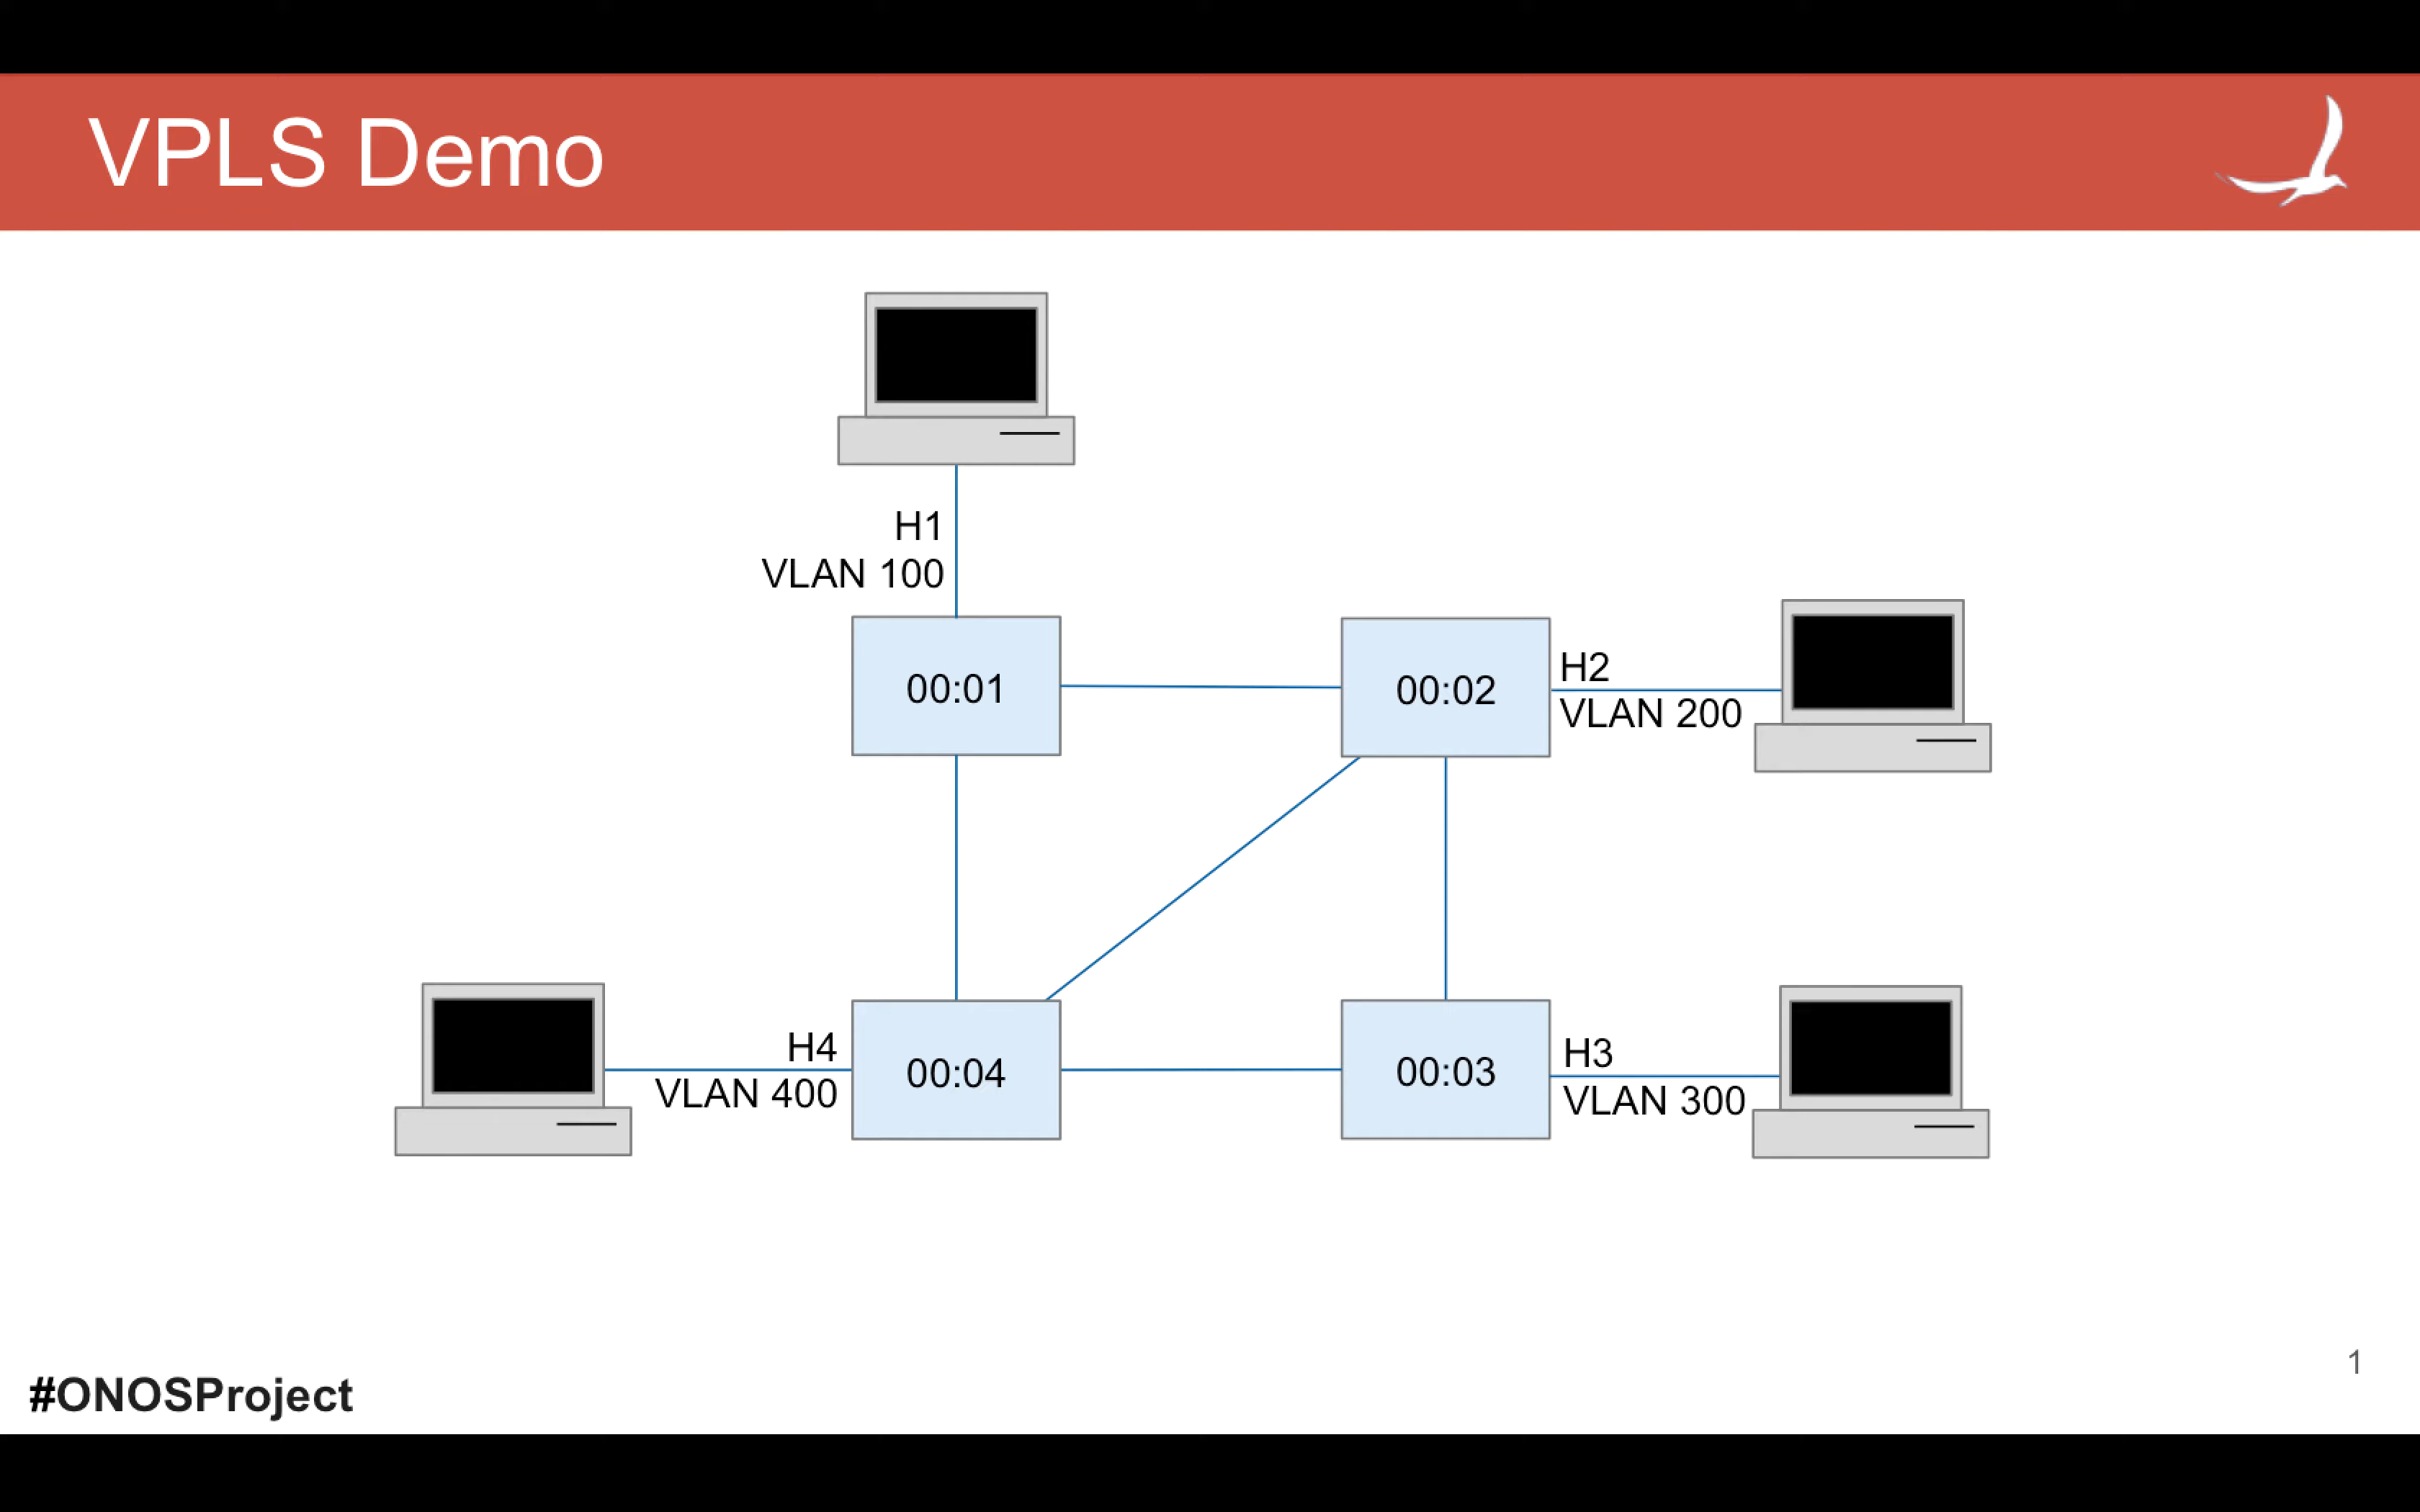 VPLS Demo
H1
VLAN 100
00:01
00:02
H2
VLAN 200
H4
VLAN 400
00:04
00:03
H3
VLAN 300
1
#ONOSProject